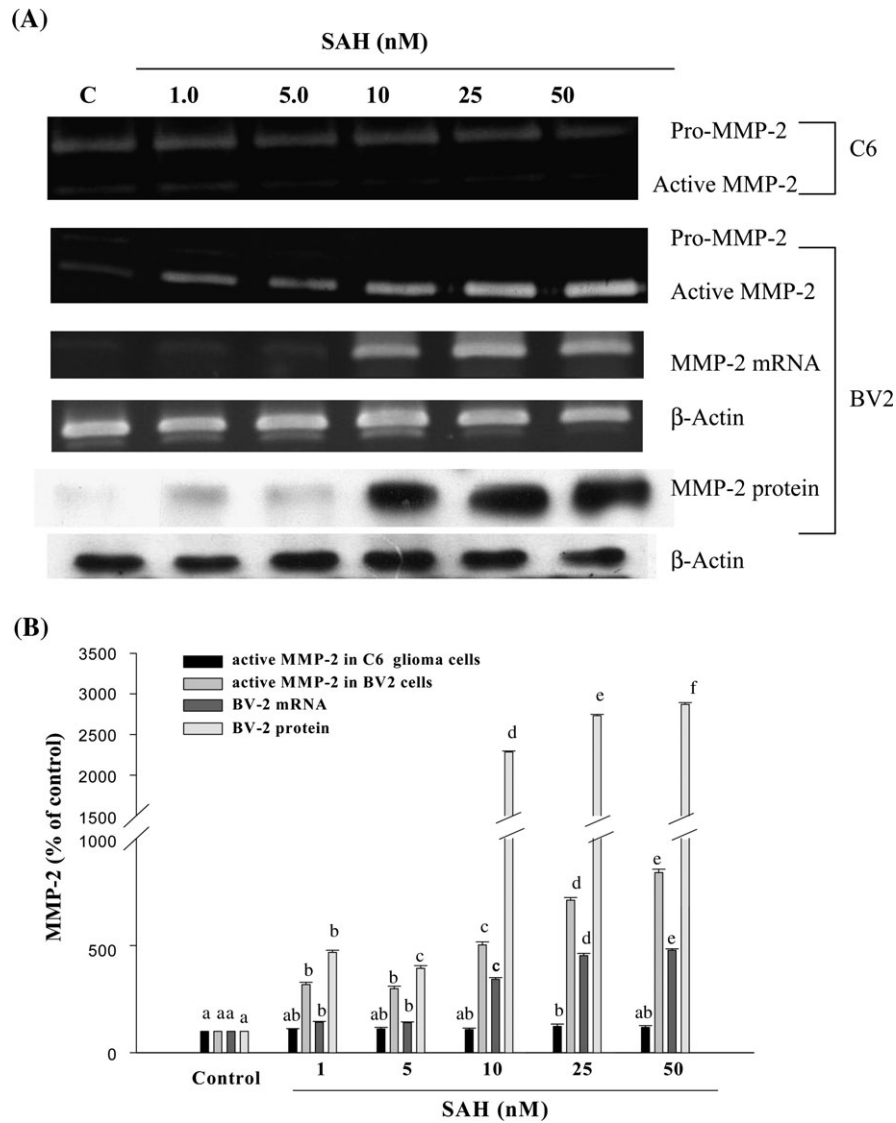 (A)
SAH (nM)
C 1.0 5.0 10 25 50
Pro-MMP-2
C6
Active MMP-2
Pro-MMP-2
Active MMP-2
MMP-2 mRNA
BV2
β-Actin
MMP-2 protein
β-Actin
(B)
MMP-2 (% of control)
3500
3000
2500
2000
1500
1000
500
0
active MMP-2 in C6 glioma cells
active MMP-2 in BV2 cells
BV-2 mRNA
BV-2 protein
a aa a
ab b b b
ab b b c
ab c c d
b d d e
ab e e f
Control 1 5 10 25 50
SAH (nM)